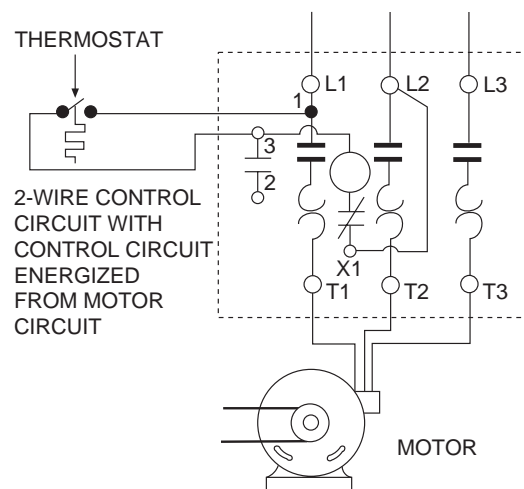 THERMOSTAT
L1
L2
L3
1
3
2
2-WIRE CONTROL
CIRCUIT WITH
CONTROL CIRCUIT
ENERGIZED
FROM MOTOR
CIRCUIT
X1
T1
T2
T3
MOTOR